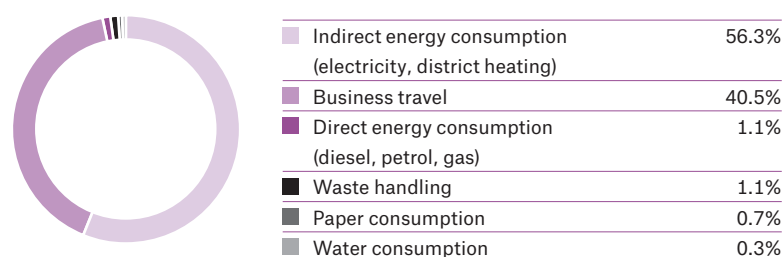 Indirect energy consumption 56.3%
(electricity, district heating)
Business travel 40.5%
Direct energy consumption 1.1%
(diesel, petrol, gas)
Waste handling 1.1%
Paper consumption 0.7%
Water consumption 0.3%